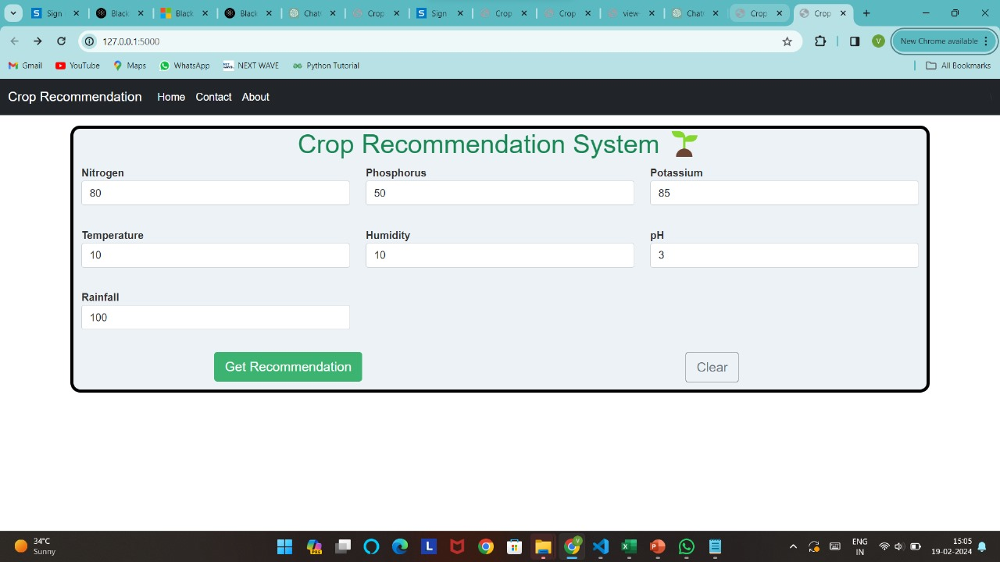 Sign
Black
Black
Black
Chat
Crop
Sign
Crop
Crop
view-
Chat
Crop
Crop
127.0.0.1:5000
V
New Chrome available
Gmail
YouTube
Maps
WhatsApp
NEXT WAVE
Python Tutorial
All Bookmarks
Crop Recommendation Home Contact About
Crop Recommendation System
Nitrogen Phosphorus Potassium
80 50 85
Temperature Humidity pH
10 10 3
Rainfall
100
Get Recommendation Clear
34°C
Sunny
ENG
IN
15:05
19-02-2024